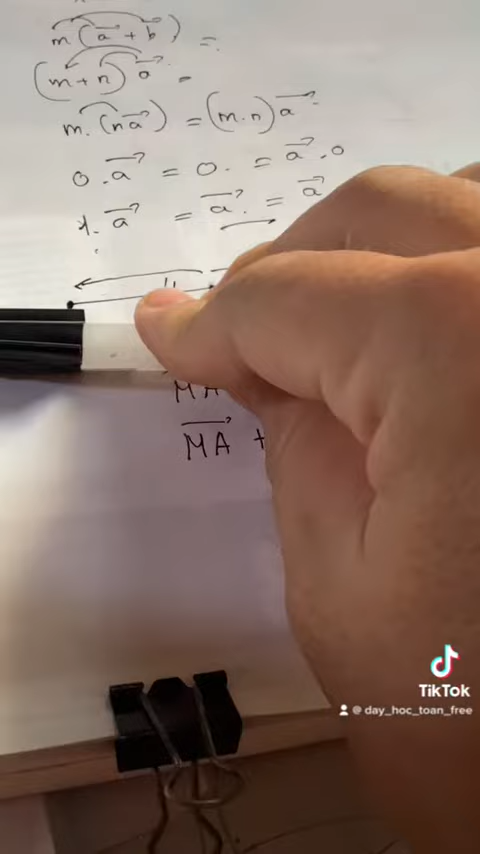 m(a⃗ + b⃗) =
(m+n)a⃗ =
m.(na⃗) = (m.n)a⃗
0.a⃗ = 0. = a⃗.0
1.a⃗ = a⃗. = a⃗
MA
MA⃗ +
TikTok
@ day_hoc_toan_free